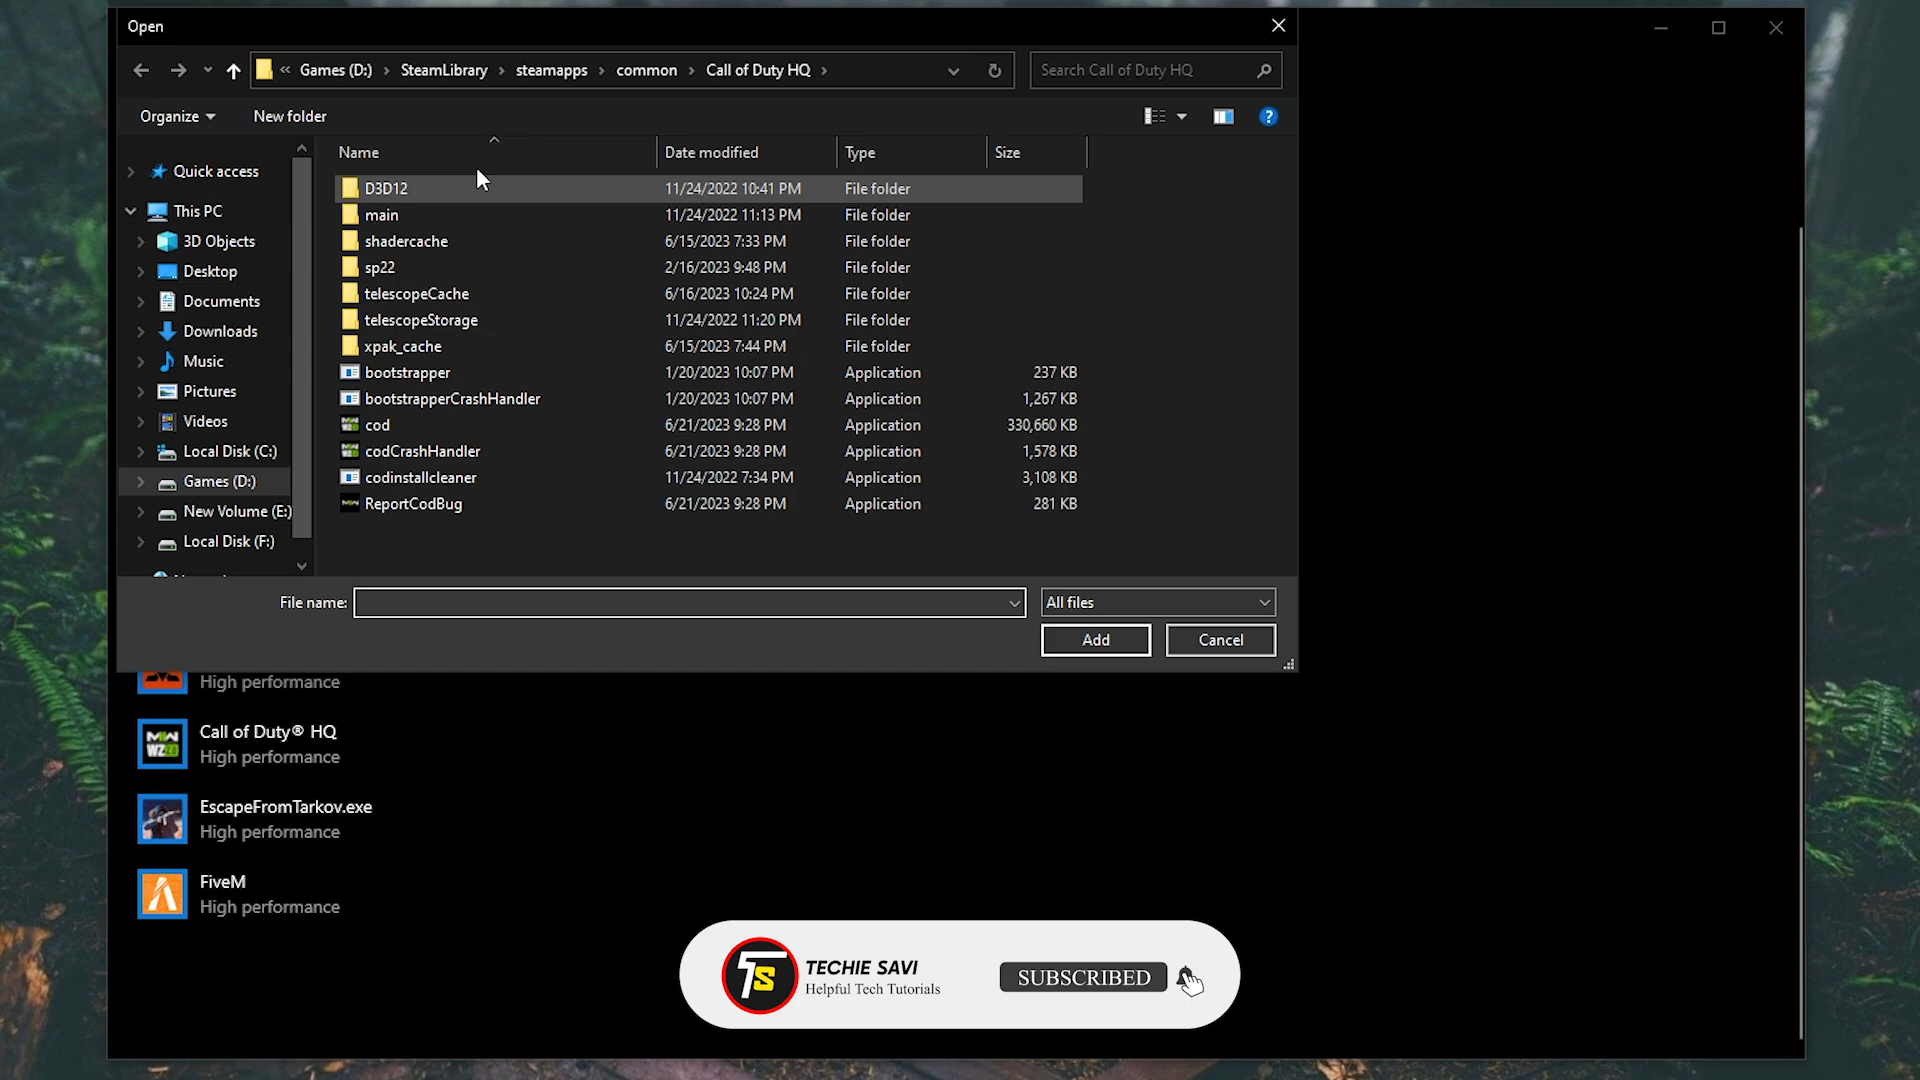 Open
« Games (D:) › SteamLibrary › steamapps › common › Call of Duty HQ ›
Search Call of Duty HQ
Organize
New folder
?
Name Date modified Type Size
Quick access
This PC
3D Objects
Desktop
Documents
Downloads
Music
Pictures
Videos
Local Disk (C:)
Games (D:)
New Volume (E:)
Local Disk (F:)
D3D12 11/24/2022 10:41 PM File folder
main 11/24/2022 11:13 PM File folder
shadercache 6/15/2023 7:33 PM File folder
sp22 2/16/2023 9:48 PM File folder
telescopeCache 6/16/2023 10:24 PM File folder
telescopeStorage 11/24/2022 11:20 PM File folder
xpak_cache 6/15/2023 7:44 PM File folder
bootstrapper 1/20/2023 10:07 PM Application 237 KB
bootstrapperCrashHandler 1/20/2023 10:07 PM Application 1,267 KB
cod 6/21/2023 9:28 PM Application 330,660 KB
codCrashHandler 6/21/2023 9:28 PM Application 1,578 KB
codinstallcleaner 11/24/2022 7:34 PM Application 3,108 KB
ReportCodBug 6/21/2023 9:28 PM Application 281 KB
File name:
All files
Add
Cancel
High performance
MW
WZ2.0
Call of Duty® HQ
High performance
EscapeFromTarkov.exe
High performance
FiveM
High performance
TS
TECHIE SAVI
Helpful Tech Tutorials
SUBSCRIBED